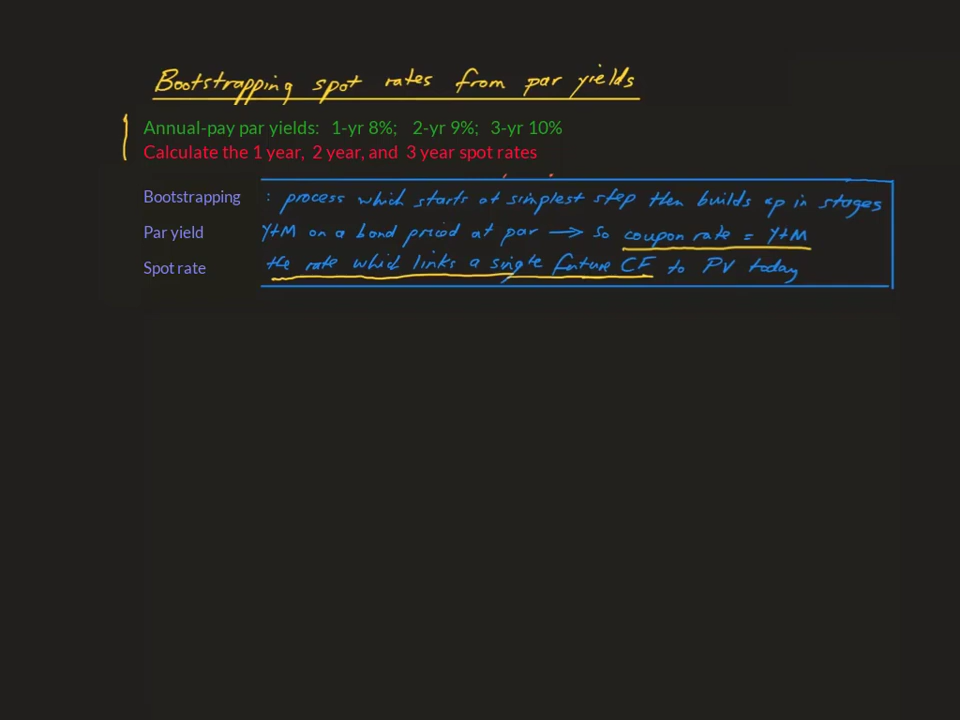 Bootstrapping spot rates from par yields
Annual-pay par yields: 1-yr 8%; 2-yr 9%; 3-yr 10%
Calculate the 1 year, 2 year, and 3 year spot rates
Bootstrapping : process which starts at simplest step then builds up in stages
Par yield YtM on a bond priced at par → so coupon rate = YtM
Spot rate the rate which links a single future CF to PV today